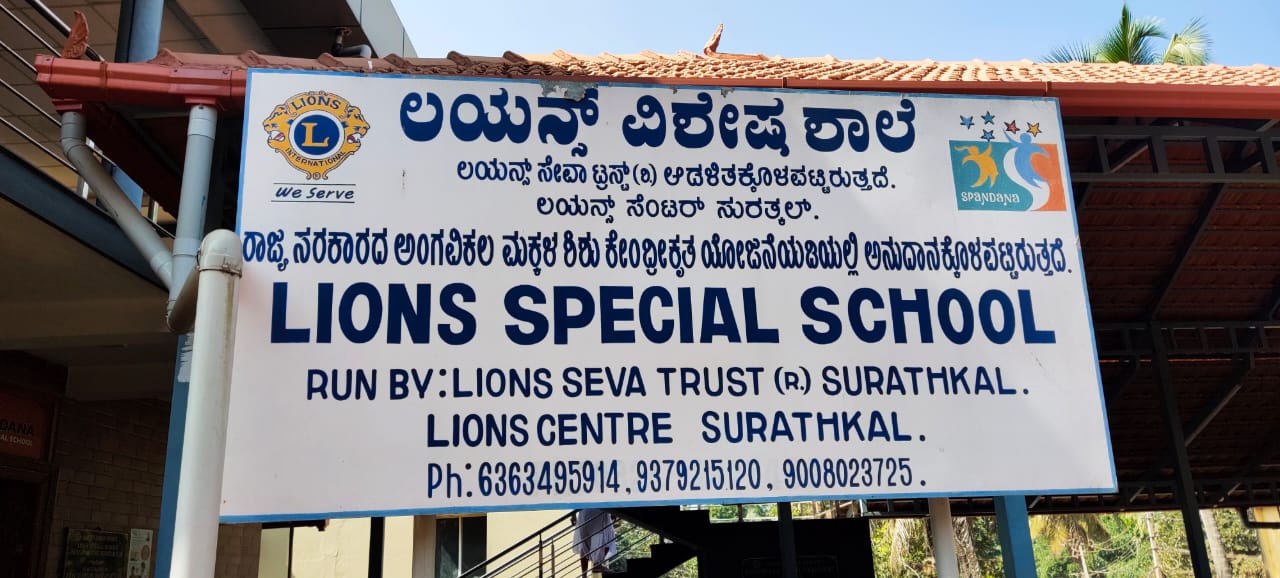 LIONS
L
INTERNATIONAL
We Serve
ಲಯನ್ಸ್ ವಿಶೇಷ ಶಾಲೆ
ಲಯನ್ಸ್ ಸೇವಾ ಟ್ರಸ್ಟ್ (ರಿ) ಆಡಳಿತಕ್ಕೊಳಪಟ್ಟಿರುತ್ತದೆ.
ಲಯನ್ಸ್ ಸೆಂಟರ್ ಸುರತ್ಕಲ್.
SPANDANA
ರಾಜ್ಯ ಸರಕಾರದ ಅಂಗವಿಕಲ ಮಕ್ಕಳ ಶಿಶು ಕೇಂದ್ರೀಕೃತ ಯೋಜನೆಯಡಿಯಲ್ಲಿ ಅನುದಾನಕ್ಕೊಳಪಟ್ಟಿರುತ್ತದೆ.
LIONS SPECIAL SCHOOL
RUN BY: LIONS SEVA TRUST (R.) SURATHKAL.
LIONS CENTRE SURATHKAL.
Ph: 6363495914, 9379215120, 9008023725.